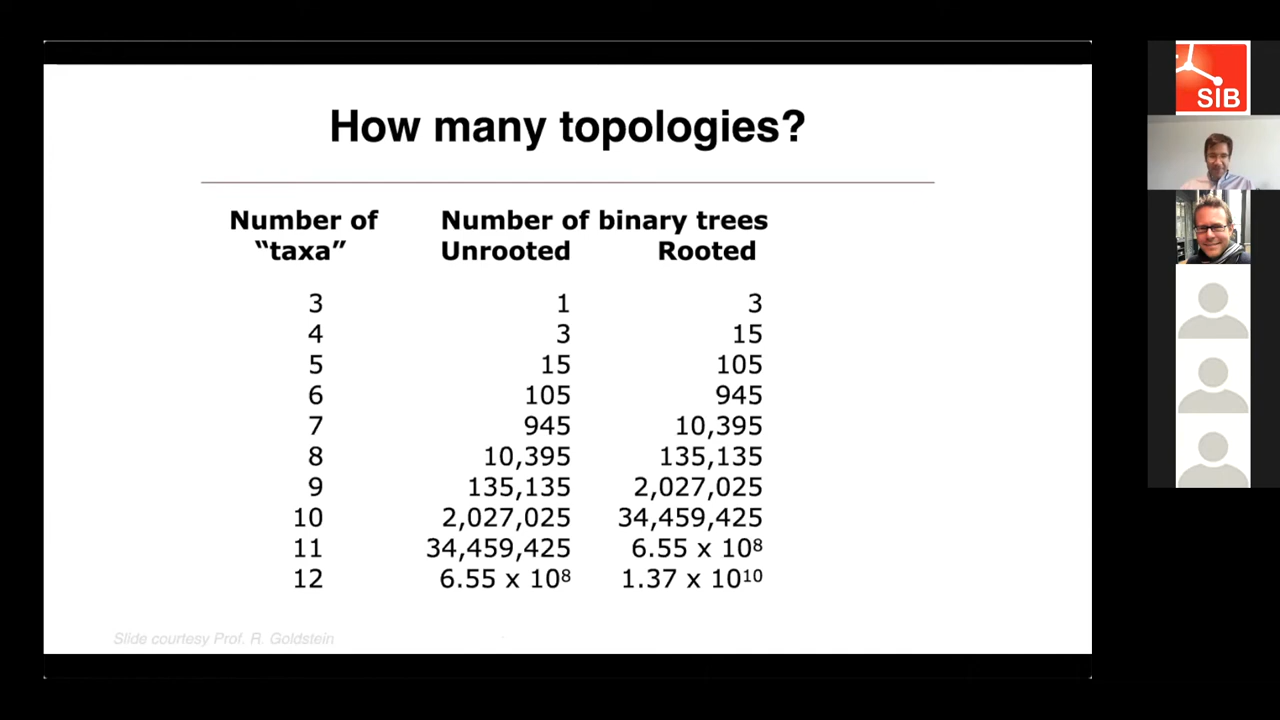 How many topologies?
Number of Number of binary trees
“taxa” Unrooted Rooted
3 1 3
4 3 15
5 15 105
6 105 945
7 945 10,395
8 10,395 135,135
9 135,135 2,027,025
10 2,027,025 34,459,425
11 34,459,425 6.55 x 10⁸
12 6.55 x 10⁸ 1.37 x 10¹⁰
Slide courtesy Prof. R. Goldstein
SIB